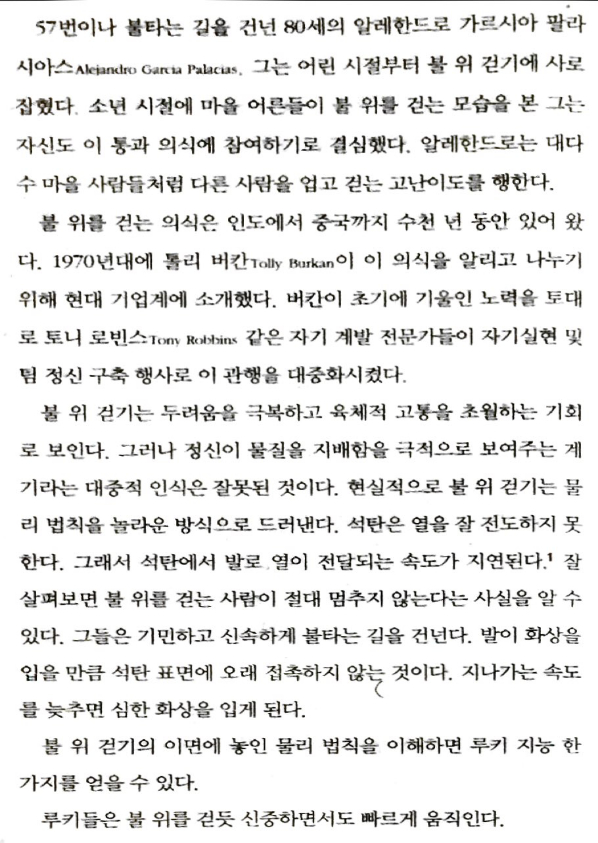 57번이나 불타는 길을 건넌 80세의 알레한드로 가르시아 팔라
시아스Alejandro Garcia Palacias. 그는 어린 시절부터 불 위 걷기에 사로
잡혔다. 소년 시절에 마을 어른들이 불 위를 걷는 모습을 본 그는
자신도 이 통과 의식에 참여하기로 결심했다. 알레한드로는 대다
수 마을 사람들처럼 다른 사람을 업고 걷는 고난이도를 행한다.
불 위를 걷는 의식은 인도에서 중국까지 수천 년 동안 있어 왔
다. 1970년대에 톨리 버칸Tolly Burkan이 이 의식을 알리고 나누기
위해 현대 기업계에 소개했다. 버칸이 초기에 기울인 노력을 토대
로 토니 로빈스Tony Robbins 같은 자기 계발 전문가들이 자기실현 및
팀 정신 구축 행사로 이 관행을 대중화시켰다.
불 위 걷기는 두려움을 극복하고 육체적 고통을 초월하는 기회
로 보인다. 그러나 정신이 물질을 지배함을 극적으로 보여주는 계
기라는 대중적 인식은 잘못된 것이다. 현실적으로 불 위 걷기는 물
리 법칙을 놀라운 방식으로 드러낸다. 석탄은 열을 잘 전도하지 못
한다. 그래서 석탄에서 발로 열이 전달되는 속도가 지연된다.¹ 잘
살펴보면 불 위를 걷는 사람이 절대 멈추지 않는다는 사실을 알 수
있다. 그들은 기민하고 신속하게 불타는 길을 건넌다. 발이 화상을
입을 만큼 석탄 표면에 오래 접촉하지 않는 것이다. 지나가는 속도
를 늦추면 심한 화상을 입게 된다.
불 위 걷기의 이면에 놓인 물리 법칙을 이해하면 루키 지능 한
가지를 얻을 수 있다.
루키들은 불 위를 걷듯 신중하면서도 빠르게 움직인다.